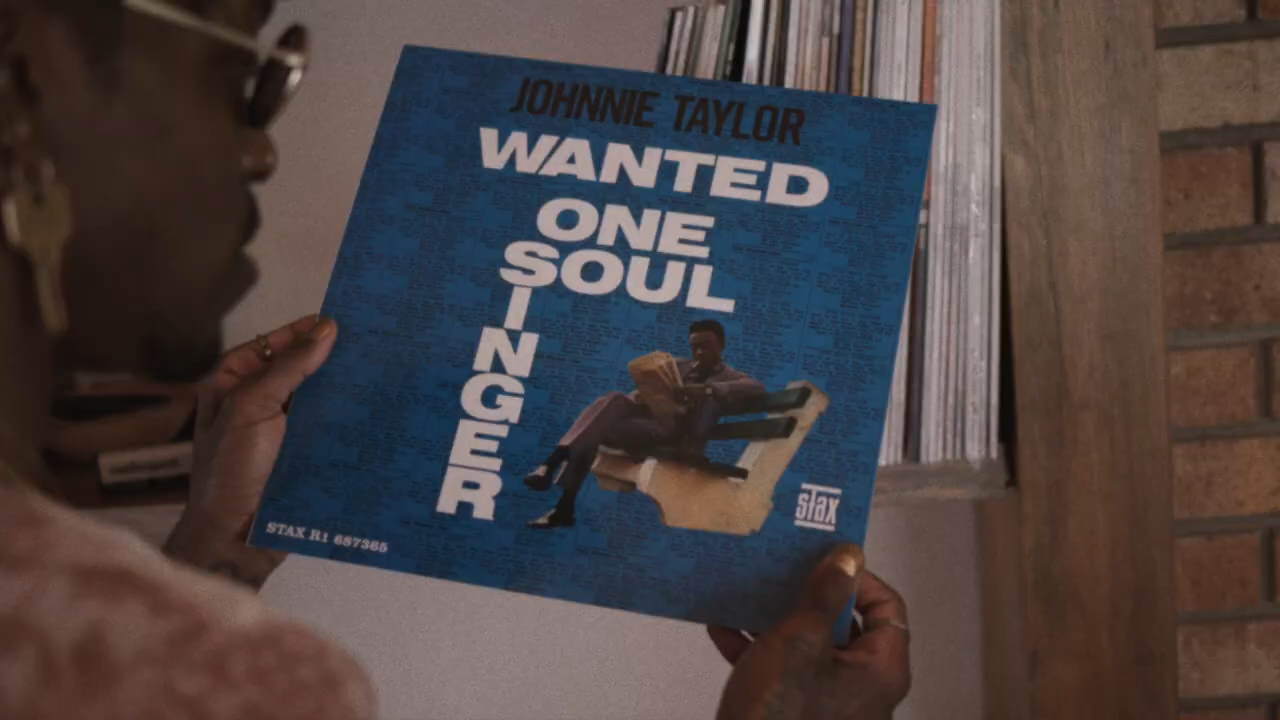 JOHNNIE TAYLOR
WANTED
ONE
SOUL
SINGER
stax
STAX R1 687365